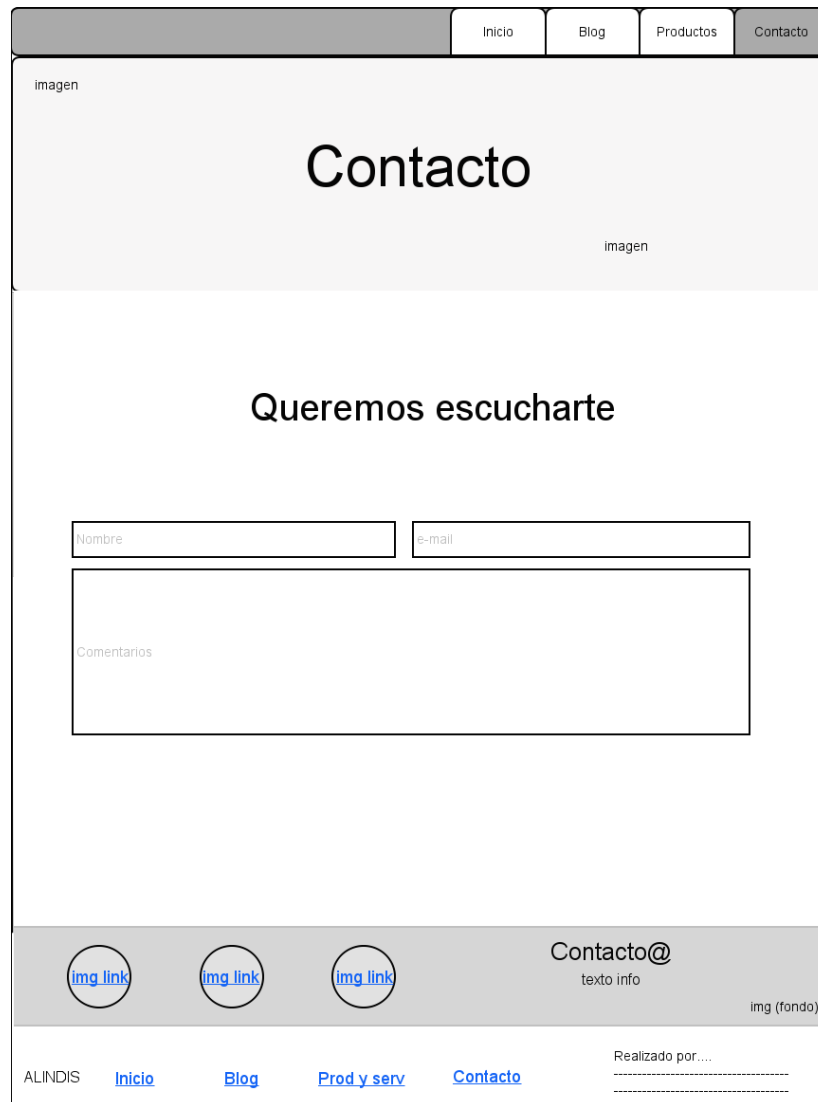 Inicio
Blog
Productos
Contacto
imagen
Contacto
imagen
Queremos escucharte
Nombre
e-mail
Comentarios
img link
img link
img link
Contacto@
texto info
img (fondo)
Realizado por....
------------------------------------
------------------------------------
ALINDIS
Inicio
Blog
Prod y serv
Contacto